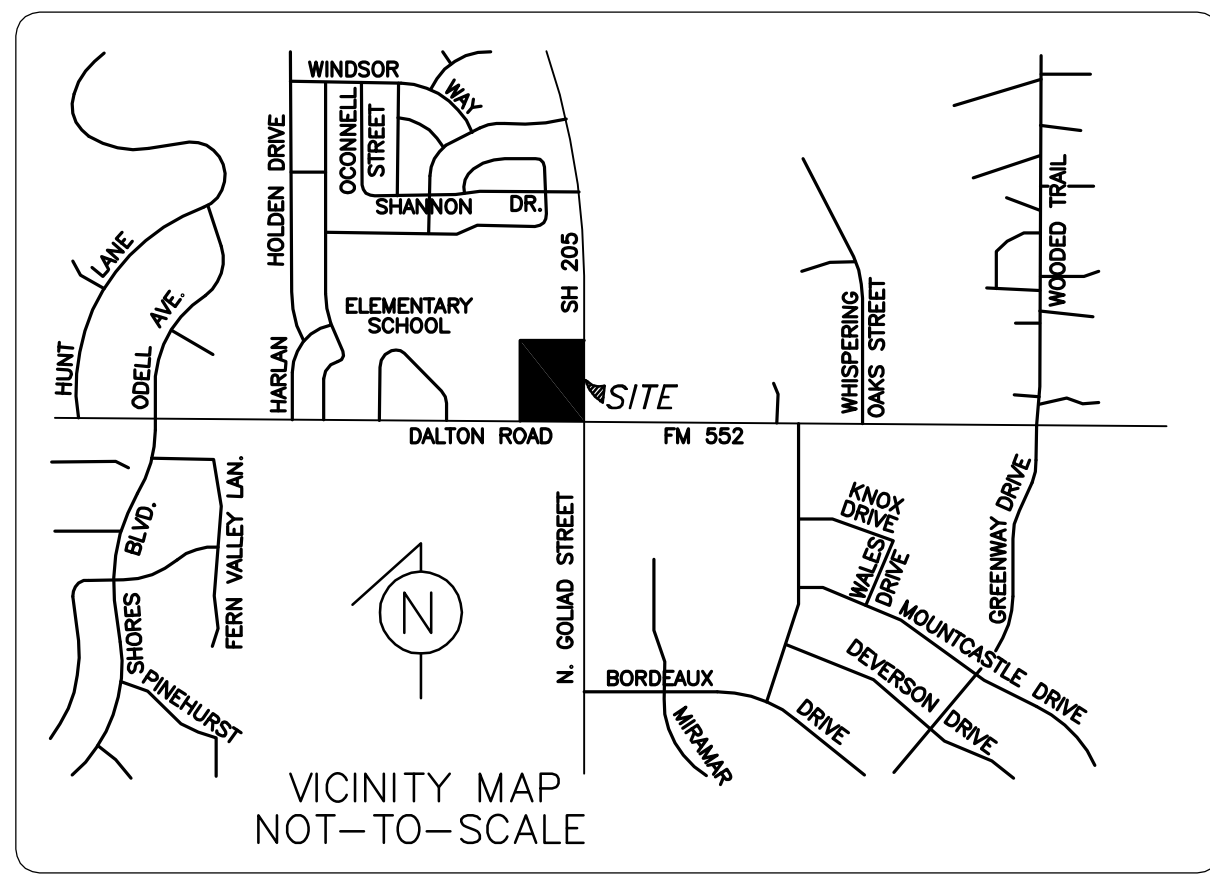 WINDSOR
WAY
OCONNELL
STREET
HOLDEN DRIVE
SHANNON DR.
SH 205
WOODED TRAIL
HUNT LANE
ODELL AVE.
ELEMENTARY
SCHOOL
HARLAN
WHISPERING
OAKS STREET
SITE
DALTON ROAD
FM 552
BLVD.
SHORES
FERN VALLEY LAN.
N
N. GOLIAD STREET
KNOX
DRIVE
WALES
DRIVE
GREENWAY DRIVE
MOUNTCASTLE DRIVE
DEVERSON DRIVE
S PINEHURST
BORDEAUX
DRIVE
MIRAMAR
VICINITY MAP
NOT-TO-SCALE